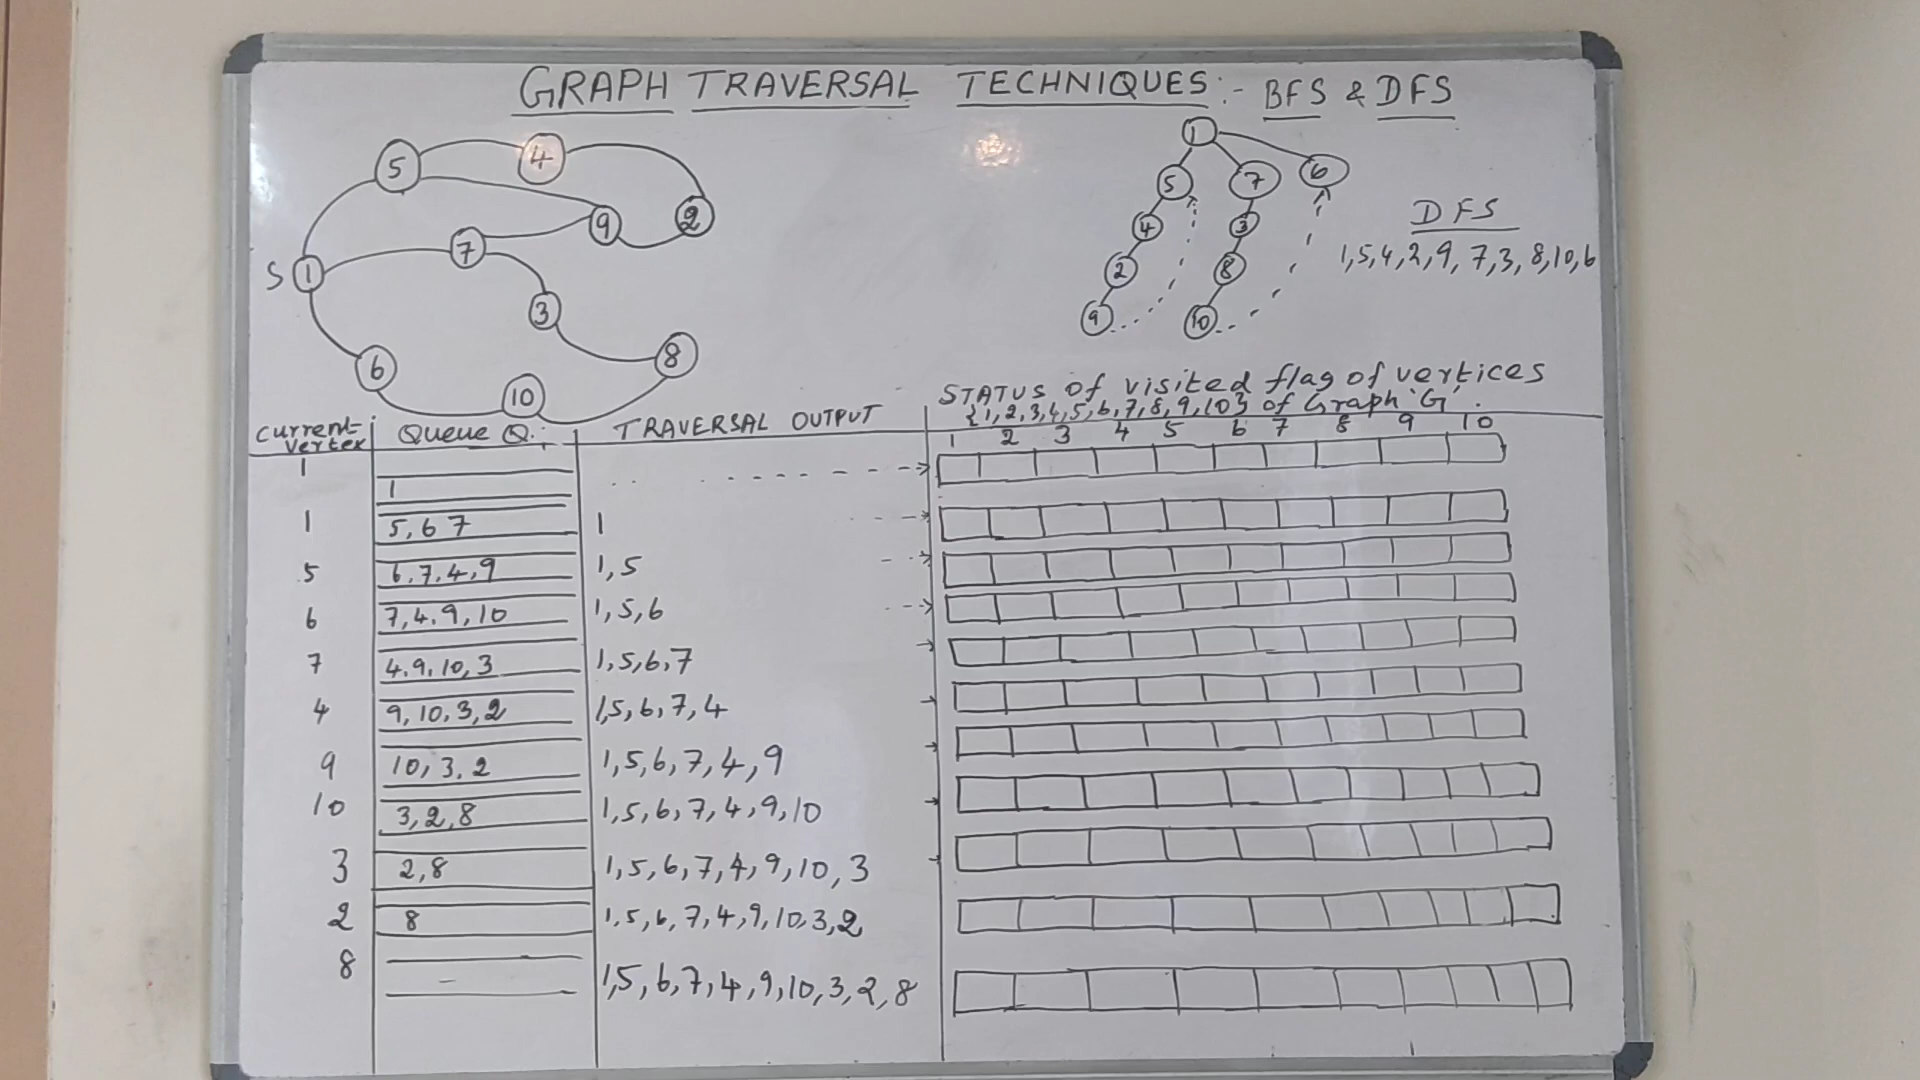 GRAPH TRAVERSAL TECHNIQUES:- BFS & DFS
5
4
9
2
7
S 1
3
6
8
10
1
5 7 6
4 3
2 8
9 10
DFS
1,5,4,2,9,7,3,8,10,6
STATUS of visited flag of vertices
{1,2,3,4,5,6,7,8,9,10} of Graph 'G'.
Current vertex Queue Q. TRAVERSAL OUTPUT 1 2 3 4 5 6 7 8 9 10
1 1
1 5,6 7 1
5 6,7,4,9 1,5
6 7,4.9,10 1,5,6
7 4.9,10,3 1,5,6,7
4 9,10,3,2 1,5,6,7,4
9 10,3,2 1,5,6,7,4,9
10 3,2,8 1,5,6,7,4,9,10
3 2,8 1,5,6,7,4,9,10,3
2 8 1.5,6,7,4,9,10,3,2
8 - 1,5,6,7,4,9,10,3,2,8